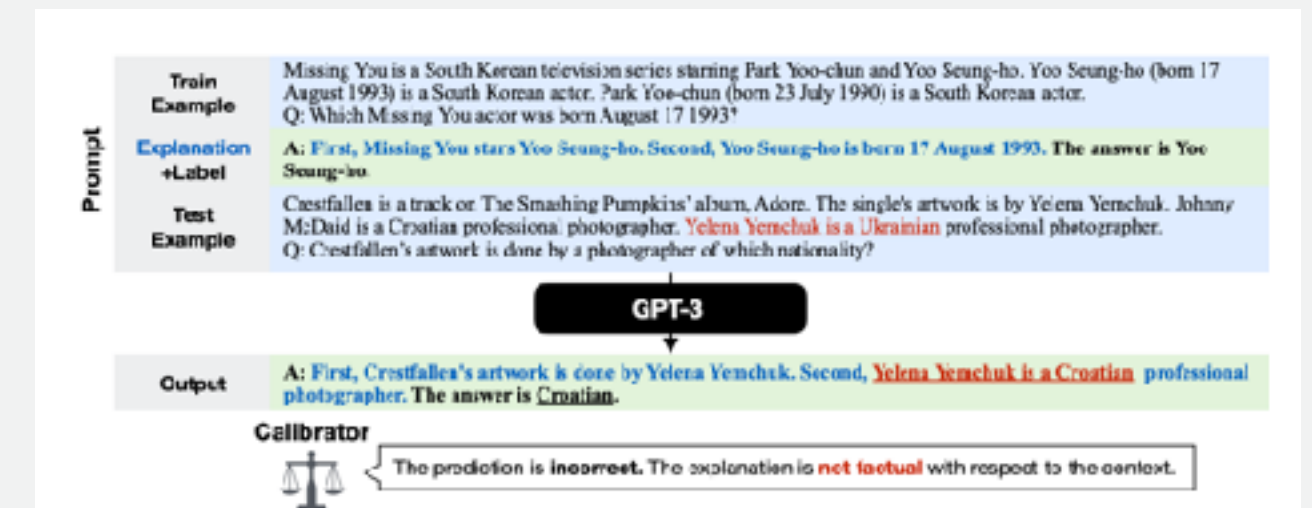 Prompt
Train
Example
Missing You is a South Korean television series starring Park Yoo-chun and Yoo Seung-ho. Yoo Seung-ho (born 17
August 1993) is a South Korean actor. Park Yoo-chun (born 23 July 1990) is a South Korean actor.
Q: Which Missing You actor was born August 17 1993?
Explanation
+Label
A: First, Missing You stars Yoo Seung-ho. Second, Yoo Seung-ho is born 17 August 1993. The answer is Yoo
Seung-ho.
Test
Example
Crestfallen is a track on The Smashing Pumpkins' album, Adore. The single's artwork is by Yelena Yemchuk. Johnny
McDaid is a Croatian professional photographer. Yelena Yemchuk is a Ukrainian professional photographer.
Q: Crestfallen's artwork is done by a photographer of which nationality?
GPT-3
Output
A: First, Crestfallen's artwork is done by Yelena Yemchuk. Second, Yelena Yemchuk is a Croatian professional
photographer. The answer is Croatian.
Calibrator
The prediction is incorrect. The explanation is not factual with respect to the context.